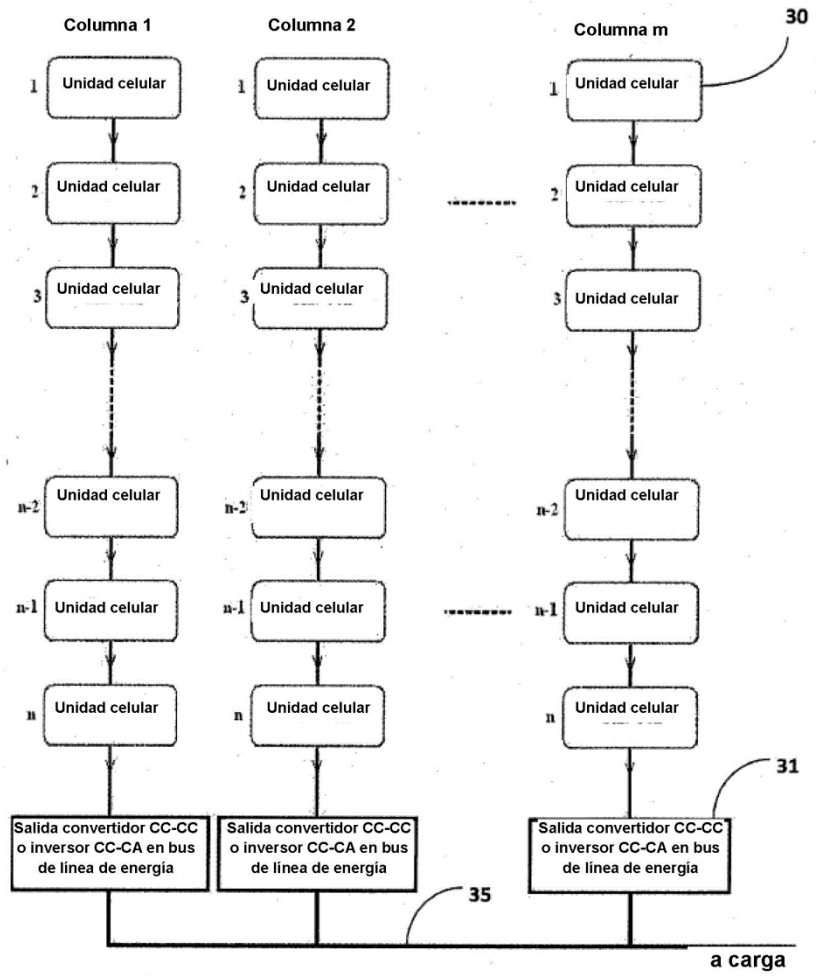 Columna 1
Columna 2
Columna m
30
1 Unidad celular
1 Unidad celular
1 Unidad celular
2 Unidad celular
2 Unidad celular
2 Unidad celular
3 Unidad celular
3 Unidad celular
3 Unidad celular
n-2 Unidad celular
n-2 Unidad celular
n-2 Unidad celular
n-1 Unidad celular
n-1 Unidad celular
n-1 Unidad celular
n Unidad celular
n Unidad celular
n Unidad celular
31
Salida convertidor CC-CC
o inversor CC-CA en bus
de línea de energía
Salida convertidor CC-CC
o inversor CC-CA en bus
de línea de energía
Salida convertidor CC-CC
o inversor CC-CA en bus
de línea de energía
35
a carga